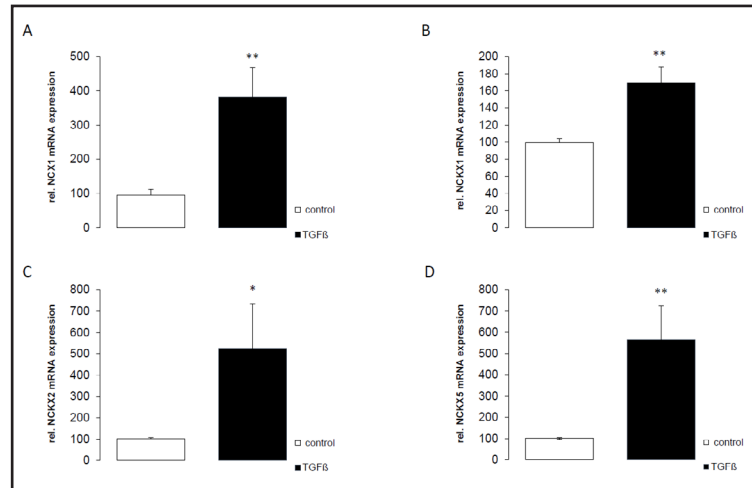 A
rel. NCX1 mRNA expression
500
400
300
200
100
0
**
control
TGFß
B
rel. NCKX1 mRNA expression
200
180
160
140
120
100
80
60
40
20
0
**
control
TGFß
C
rel. NCKX2 mRNA expression
800
700
600
500
400
300
200
100
0
*
control
TGFß
D
rel. NCKX5 mRNA expression
800
700
600
500
400
300
200
100
0
**
control
TGFß